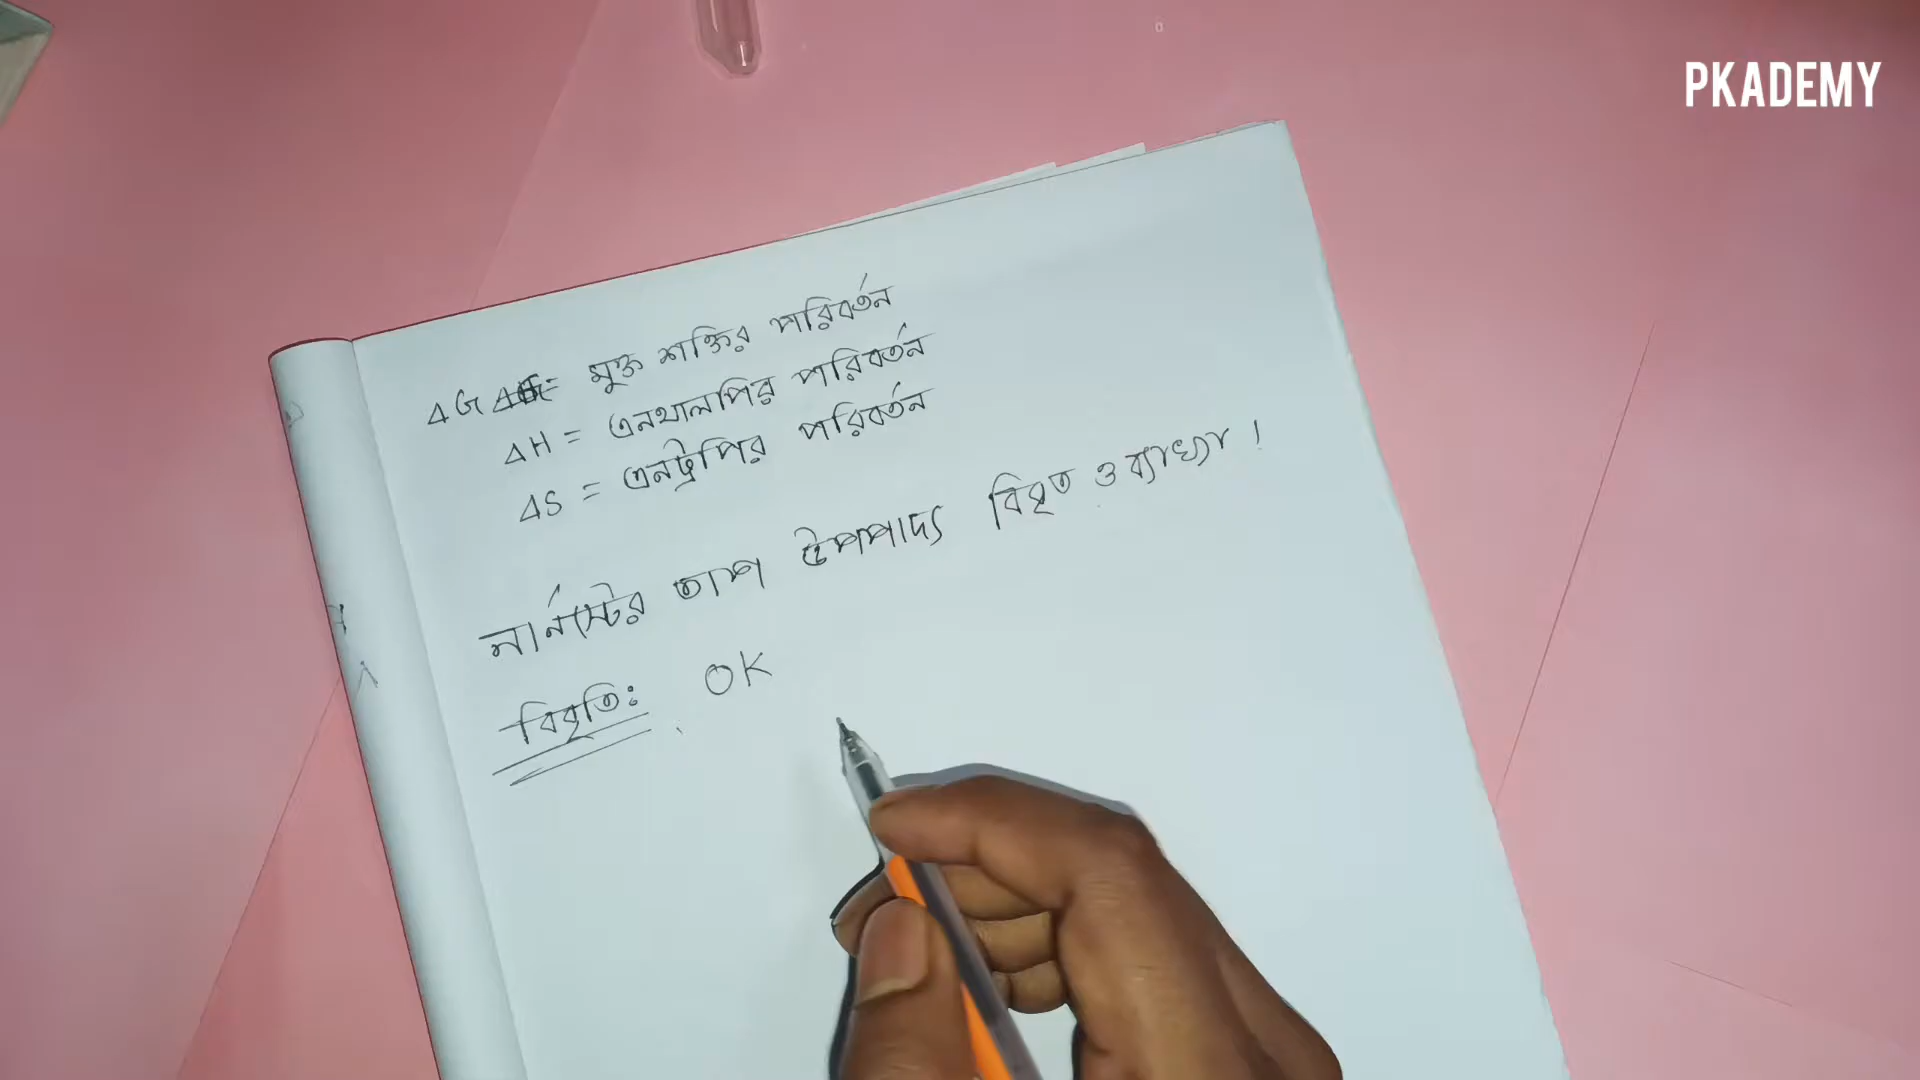 PKADEMY
ΔG = মুক্ত শক্তির পরিবর্তন
ΔH = এনথালপির পরিবর্তন
ΔS = এনট্রপির পরিবর্তন
নার্নস্টের তাপ উপপাদ্য বিবৃত ও ব্যাখ্যা।
বিবৃতিঃ OK